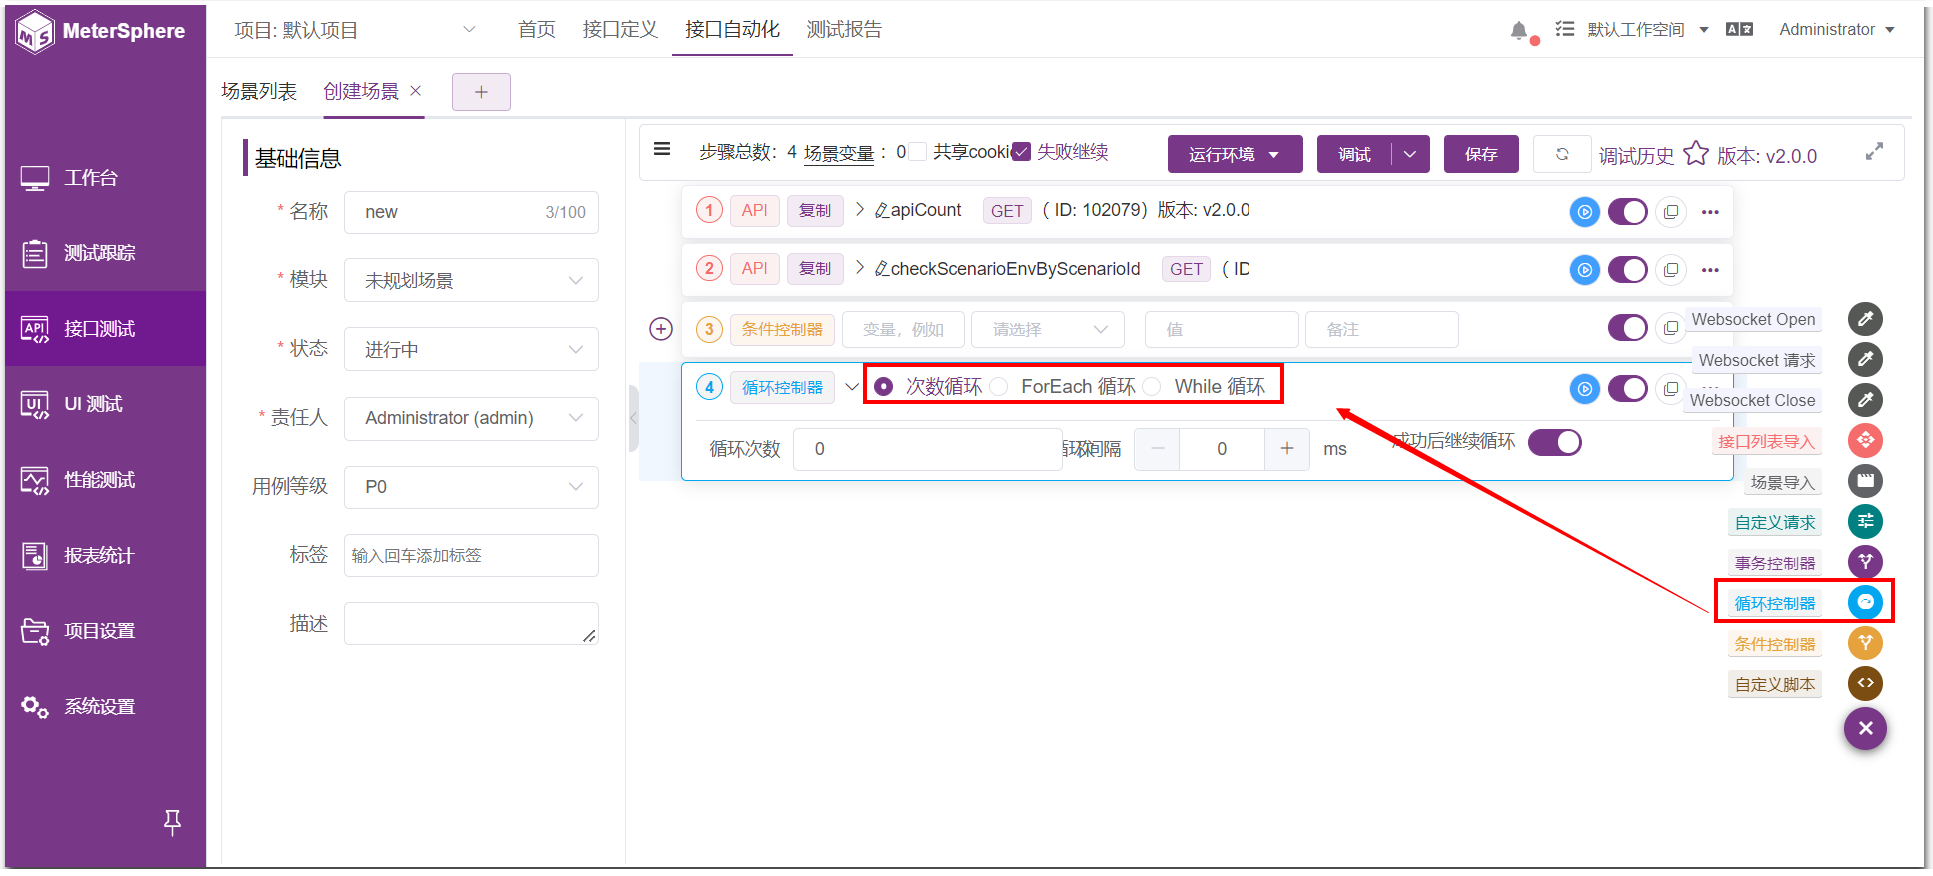 MeterSphere
项目: 默认项目
首页
接口定义
接口自动化
测试报告
默认工作空间
Administrator
场景列表
创建场景
工作台
测试跟踪
接口测试
UI 测试
性能测试
报表统计
项目设置
系统设置
基础信息
* 名称
new
3/100
* 模块
未规划场景
* 状态
进行中
* 责任人
Administrator (admin)
用例等级
P0
标签
输入回车添加标签
描述
步骤总数: 4 场景变量 : 0 共享cooki 失败继续
运行环境
调试
保存
调试历史
版本: v2.0.0
1 API 复制 apiCount GET ( ID: 102079) 版本: v2.0.0
2 API 复制 checkScenarioEnvByScenarioId GET ( ID
3 条件控制器 变量, 例如 请选择 值 备注
4 循环控制器 次数循环 ForEach 循环 While 循环
循环次数 0 间隔 0 ms 成功后继续循环
Websocket Open
Websocket 请求
Websocket Close
接口列表导入
场景导入
自定义请求
事务控制器
循环控制器
条件控制器
自定义脚本